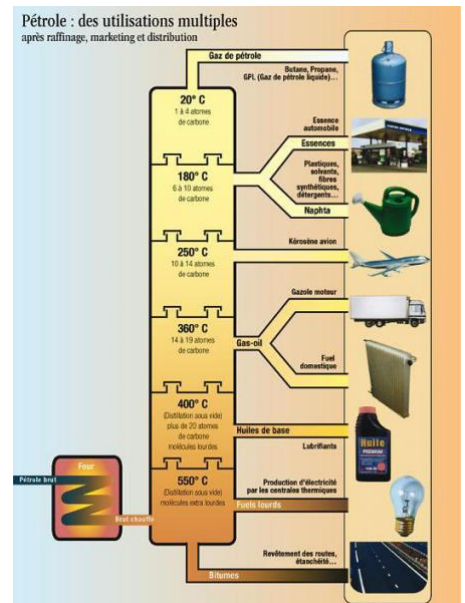 Pétrole : des utilisations multiples
après raffinage, marketing et distribution
Gaz de pétrole
Butane, Propane,
GPL (Gaz de pétrole liquide)...
20° C
1 à 4 atomes
de carbone
Essence
automobile
Essences
Plastiques,
solvants,
fibres
synthétiques,
détergents...
Naphta
180° C
6 à 10 atomes
de carbone
Kérosène avion
250° C
10 à 14 atomes
de carbone
Gazole moteur
360° C
14 à 19 atomes
de carbone
Gas-oil
Fuel
domestique
400° C
(Distillation sous vide)
plus de 20 atomes
de carbone
molécules lourdes
Huiles de base
Lubrifiants
Huile
PREMIUM
Four
Pétrole brut
Brut chauffé
550° C
(Distillation sous vide)
molécules extra lourdes
Production d'électricité
par les centrales thermiques
Fuels lourds
Revêtement des routes,
étanchéité...
Bitumes